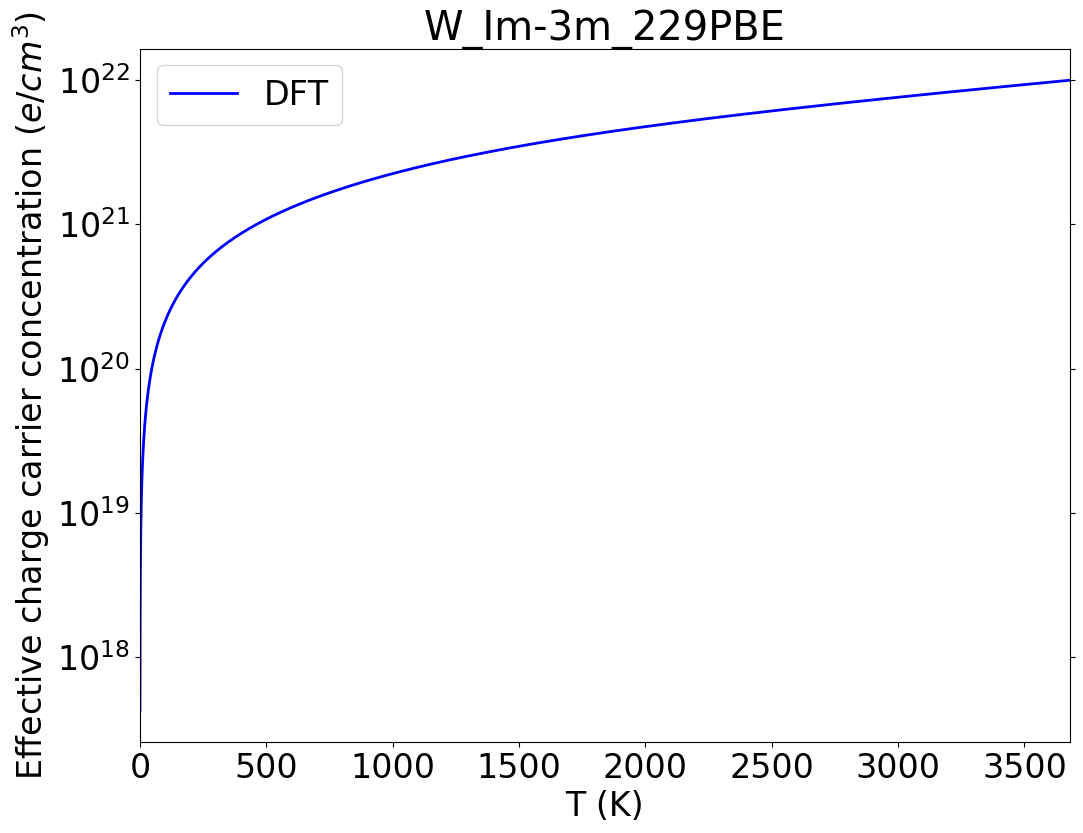 W_Im-3m_229PBE
DFT
Effective charge carrier concentration (e/cm³)
10²²
10²¹
10²⁰
10¹⁹
10¹⁸
0 500 1000 1500 2000 2500 3000 3500
T (K)